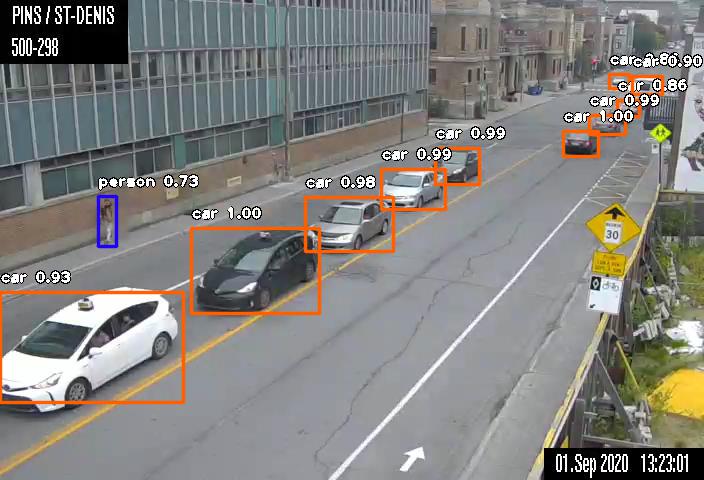 PINS / ST-DENIS
500-298
car 0.90
car 0.86
car 0.99
car 1.00
car 0.99
car 0.99
person 0.73
car 0.98
car 1.00
30
car 0.93
01.Sep 2020 13:23:01